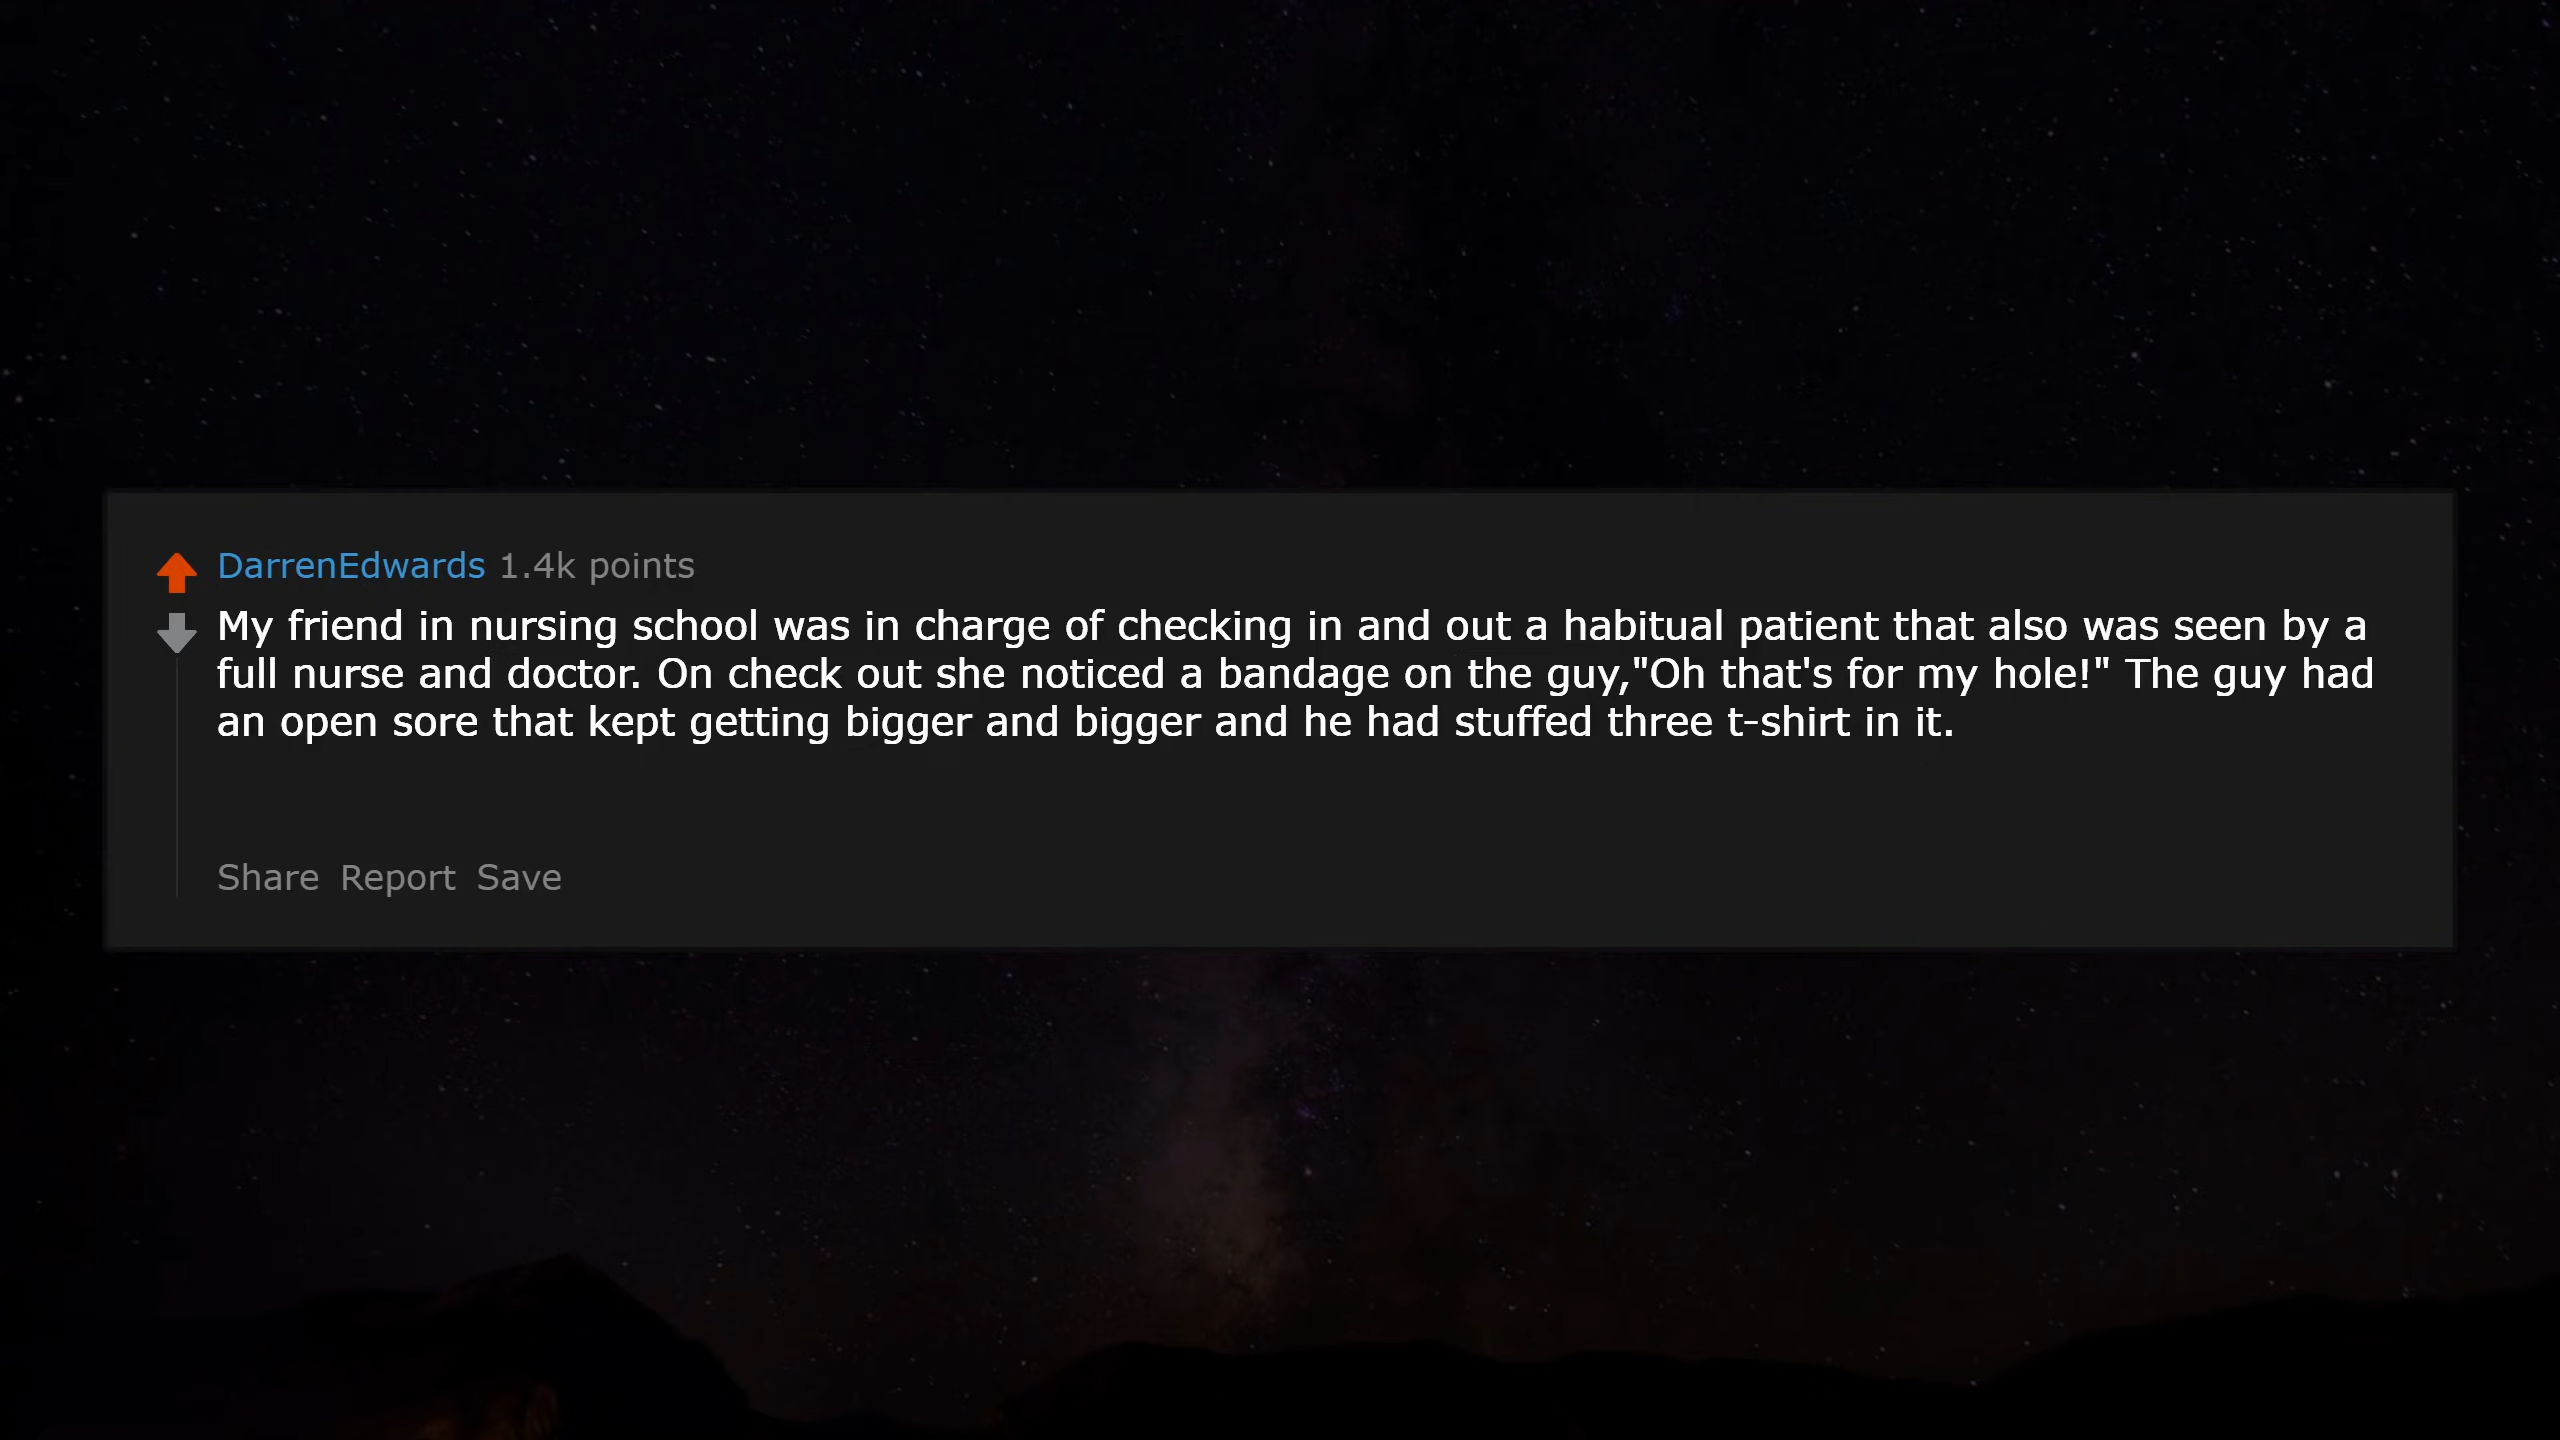 DarrenEdwards 1.4k points
My friend in nursing school was in charge of checking in and out a habitual patient that also was seen by a
full nurse and doctor. On check out she noticed a bandage on the guy,"Oh that's for my hole!" The guy had
an open sore that kept getting bigger and bigger and he had stuffed three t-shirt in it.
Share Report Save